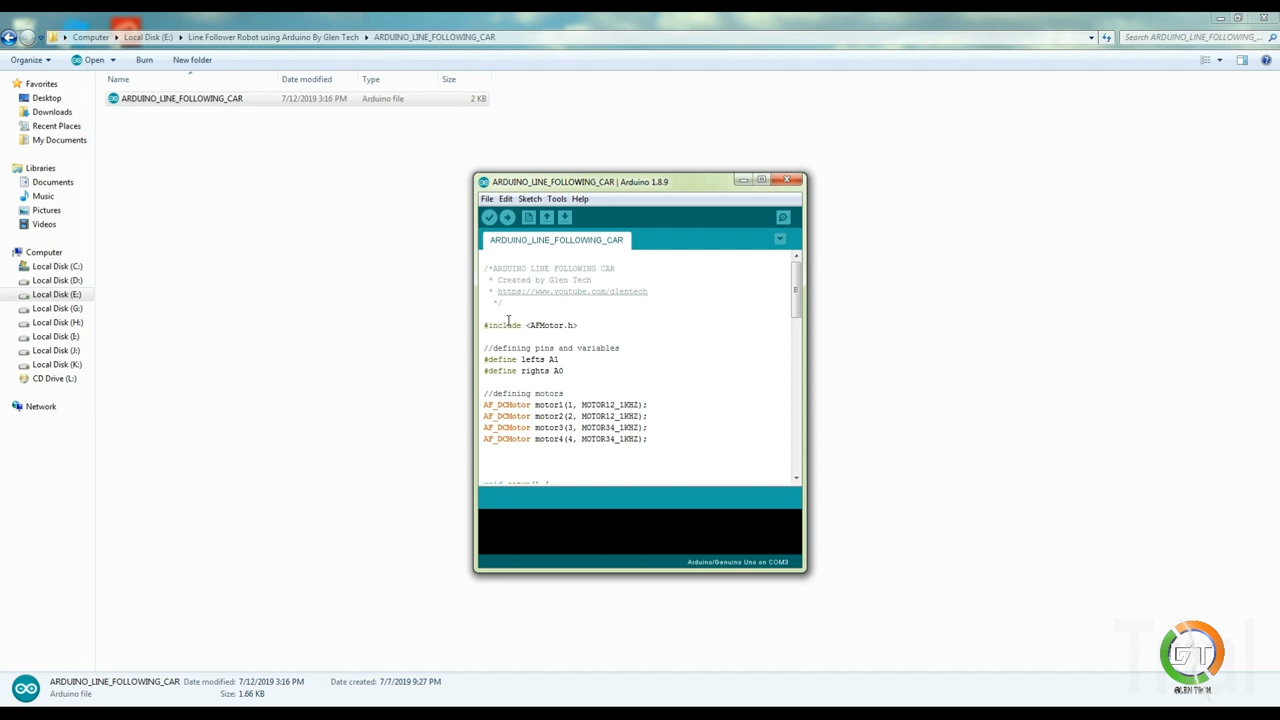 Computer Local Disk (E:) Line Follower Robot using Arduino By Glen Tech ARDUINO_LINE_FOLLOWING_CAR
Search ARDUINO_LINE_FOLLOWING_...
Organize Open Burn New folder
Name Date modified Type Size
ARDUINO_LINE_FOLLOWING_CAR 7/12/2019 3:16 PM Arduino file 2 KB
Favorites
Desktop
Downloads
Recent Places
My Documents
Libraries
Documents
Music
Pictures
Videos
Computer
Local Disk (C:)
Local Disk (D:)
Local Disk (E:)
Local Disk (G:)
Local Disk (H:)
Local Disk (I:)
Local Disk (J:)
Local Disk (K:)
CD Drive (L:)
Network
ARDUINO_LINE_FOLLOWING_CAR | Arduino 1.8.9
File Edit Sketch Tools Help
ARDUINO_LINE_FOLLOWING_CAR
/*ARDUINO LINE FOLLOWING CAR
* Created by Glen Tech
* https://www.youtube.com/glentech
*/
#include <AFMotor.h>
//defining pins and variables
#define lefts A1
#define rights A0
//defining motors
AF_DCMotor motor1(1, MOTOR12_1KHZ);
AF_DCMotor motor2(2, MOTOR12_1KHZ);
AF_DCMotor motor3(3, MOTOR34_1KHZ);
AF_DCMotor motor4(4, MOTOR34_1KHZ);
Arduino/Genuino Uno on COM3
ARDUINO_LINE_FOLLOWING_CAR Date modified: 7/12/2019 3:16 PM Date created: 7/7/2019 9:27 PM
Arduino file Size: 1.66 KB
GT
GLEN TECH